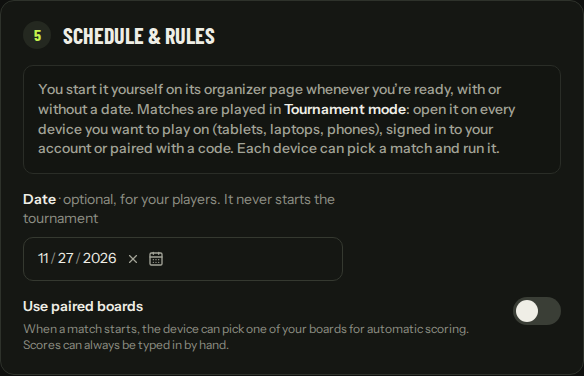 5 SCHEDULE & RULES
You start it yourself on its organizer page whenever you're ready, with or
without a date. Matches are played in Tournament mode: open it on every
device you want to play on (tablets, laptops, phones), signed in to your
account or paired with a code. Each device can pick a match and run it.
Date · optional, for your players. It never starts the
tournament
11 / 27 / 2026
Use paired boards
When a match starts, the device can pick one of your boards for automatic scoring.
Scores can always be typed in by hand.